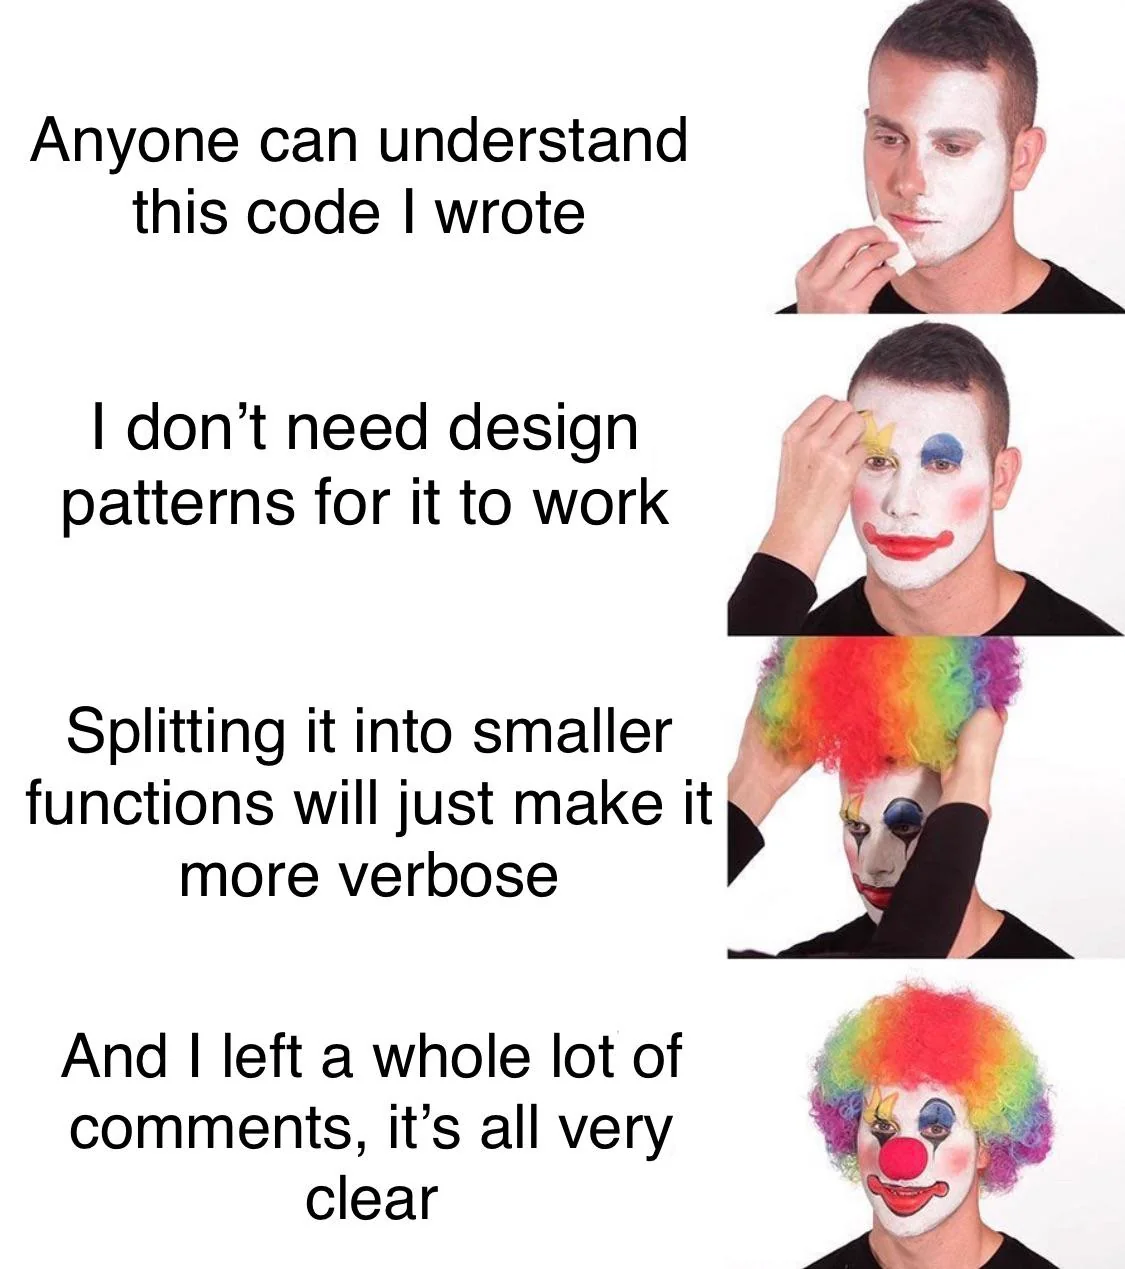 Anyone can understand
this code I wrote
I don’t need design
patterns for it to work
Splitting it into smaller
functions will just make it
more verbose
And I left a whole lot of
comments, it’s all very
clear